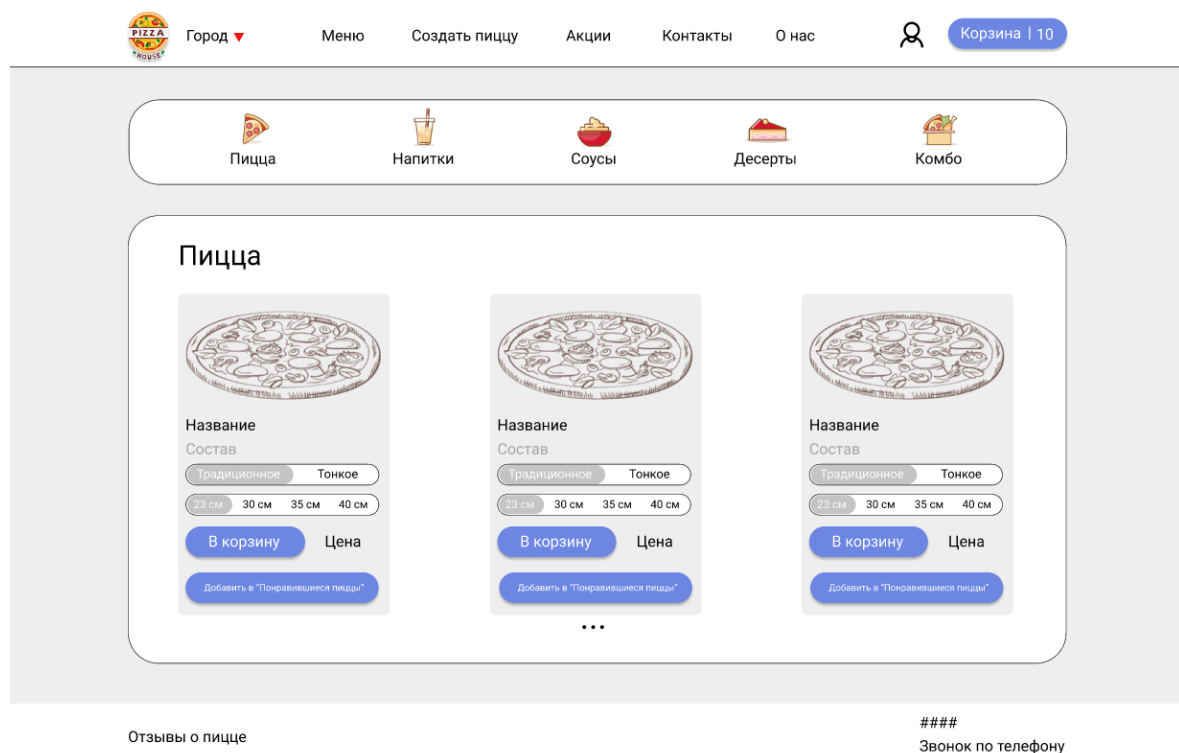 PIZZA
HOUSE
Город
Меню
Создать пиццу
Акции
Контакты
О нас
Корзина | 10
Пицца
Напитки
Соусы
Десерты
Комбо
Пицца
Название
Состав
Традиционное Тонкое
23 см 30 см 35 см 40 см
В корзину Цена
Добавить в "Понравившиеся пиццы"
Название
Состав
Традиционное Тонкое
23 см 30 см 35 см 40 см
В корзину Цена
Добавить в "Понравившиеся пиццы"
Название
Состав
Традиционное Тонкое
23 см 30 см 35 см 40 см
В корзину Цена
Добавить в "Понравившиеся пиццы"
...
Отзывы о пицце
####
Звонок по телефону